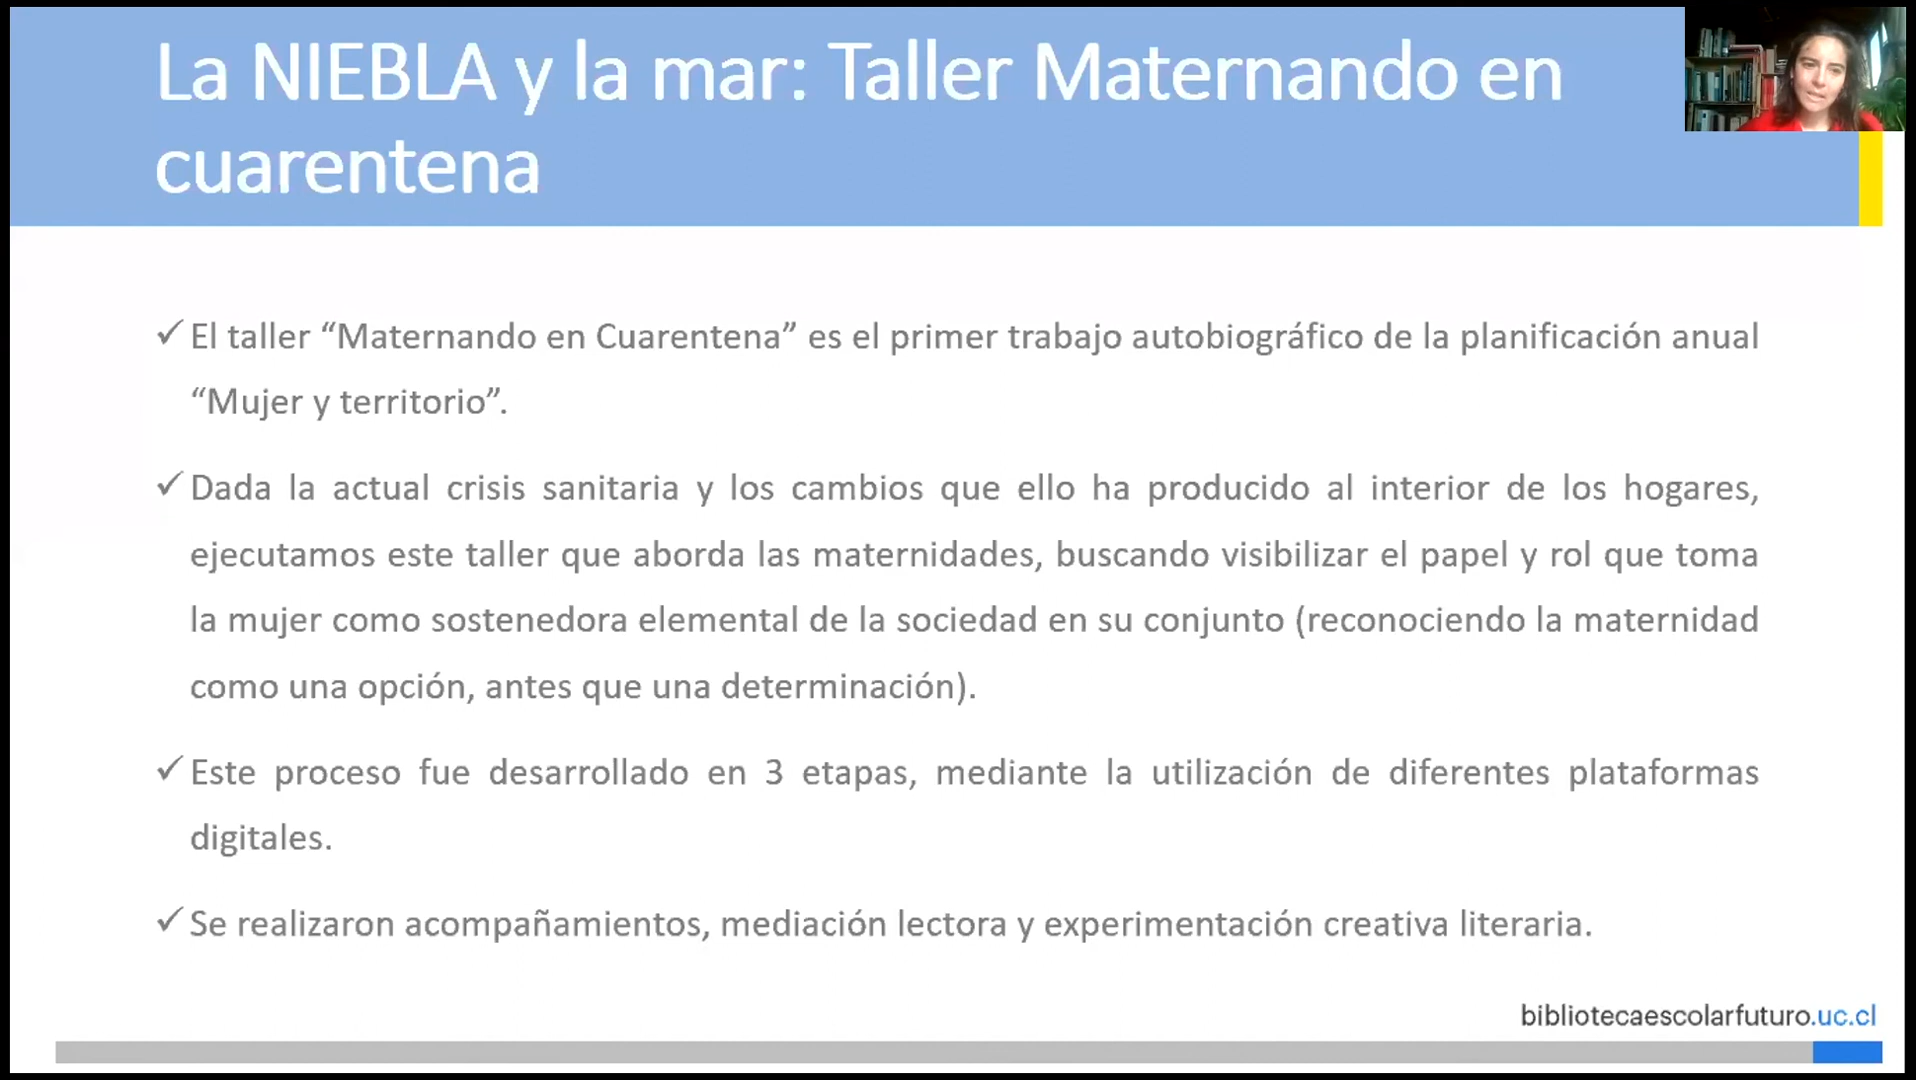 La NIEBLA y la mar: Taller Maternando en
cuarentena
✓ El taller “Maternando en Cuarentena” es el primer trabajo autobiográfico de la planificación anual
“Mujer y territorio”.
✓ Dada la actual crisis sanitaria y los cambios que ello ha producido al interior de los hogares,
ejecutamos este taller que aborda las maternidades, buscando visibilizar el papel y rol que toma
la mujer como sostenedora elemental de la sociedad en su conjunto (reconociendo la maternidad
como una opción, antes que una determinación).
✓ Este proceso fue desarrollado en 3 etapas, mediante la utilización de diferentes plataformas
digitales.
✓ Se realizaron acompañamientos, mediación lectora y experimentación creativa literaria.
bibliotecaescolarfuturo.uc.cl